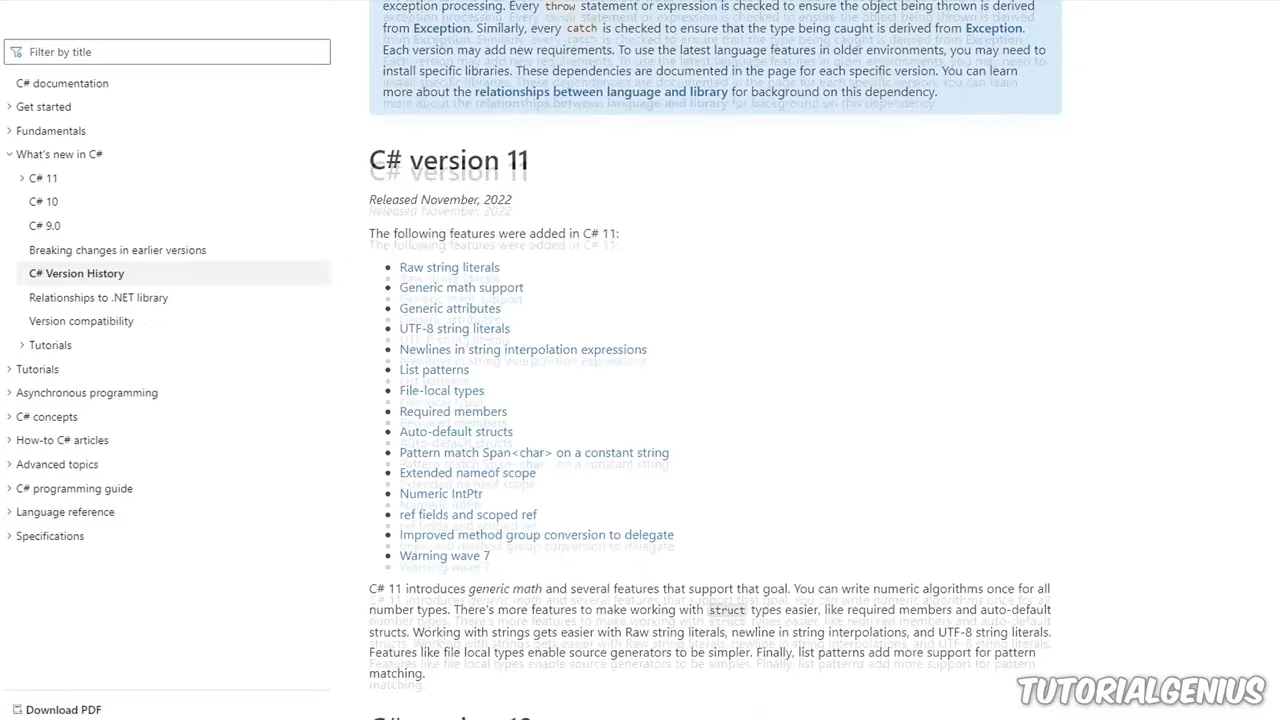 Filter by title
C# documentation
Get started
Fundamentals
What's new in C#
C# 11
C# 10
C# 9.0
Breaking changes in earlier versions
C# Version History
Relationships to .NET library
Version compatibility
Tutorials
Tutorials
Asynchronous programming
C# concepts
How-to C# articles
Advanced topics
C# programming guide
Language reference
Specifications
Download PDF
exception processing. Every throw statement or expression is checked to ensure the object being thrown is derived
from Exception. Similarly, every catch is checked to ensure that the type being caught is derived from Exception.
Each version may add new requirements. To use the latest language features in older environments, you may need to
install specific libraries. These dependencies are documented in the page for each specific version. You can learn
more about the relationships between language and library for background on this dependency.
C# version 11
Released November, 2022
The following features were added in C# 11:
Raw string literals
Generic math support
Generic attributes
UTF-8 string literals
Newlines in string interpolation expressions
List patterns
File-local types
Required members
Auto-default structs
Pattern match Span<char> on a constant string
Extended nameof scope
Numeric IntPtr
ref fields and scoped ref
Improved method group conversion to delegate
Warning wave 7
C# 11 introduces generic math and several features that support that goal. You can write numeric algorithms once for all
number types. There's more features to make working with struct types easier, like required members and auto-default
structs. Working with strings gets easier with Raw string literals, newline in string interpolations, and UTF-8 string literals.
Features like file local types enable source generators to be simpler. Finally, list patterns add more support for pattern
matching.
TUTORIALGENIUS